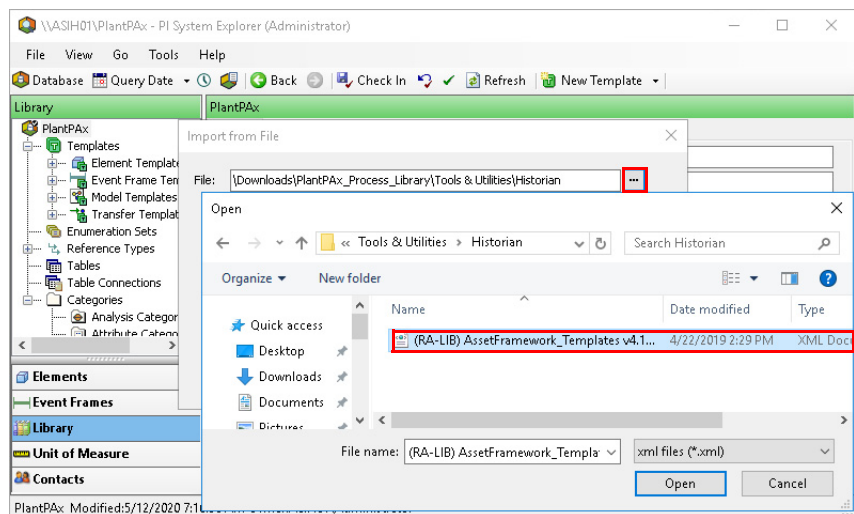 \\ASIH01\PlantPAx - PI System Explorer (Administrator)
File View Go Tools Help
Database Query Date Back Check In Refresh New Template
Library
PlantPAx
PlantPAx
Templates
Element Template
Event Frame Tem
Model Templates
Transfer Templat
Enumeration Sets
Reference Types
Tables
Table Connections
Categories
Analysis Categor
Attribute Catego
Elements
Event Frames
Library
Unit of Measure
Contacts
Import from File
File: \Downloads\PlantPAx_Process_Library\Tools & Utilities\Historian ...
Open
« Tools & Utilities > Historian
Search Historian
Organize New folder
Name Date modified Type
Quick access
Desktop
Downloads
Documents
Pictures
(RA-LIB) AssetFramework_Templates v4.1... 4/22/2019 2:29 PM XML Doc
File name: (RA-LIB) AssetFramework_Templa xml files (*.xml)
Open Cancel
PlantPAx Modified:5/12/2020